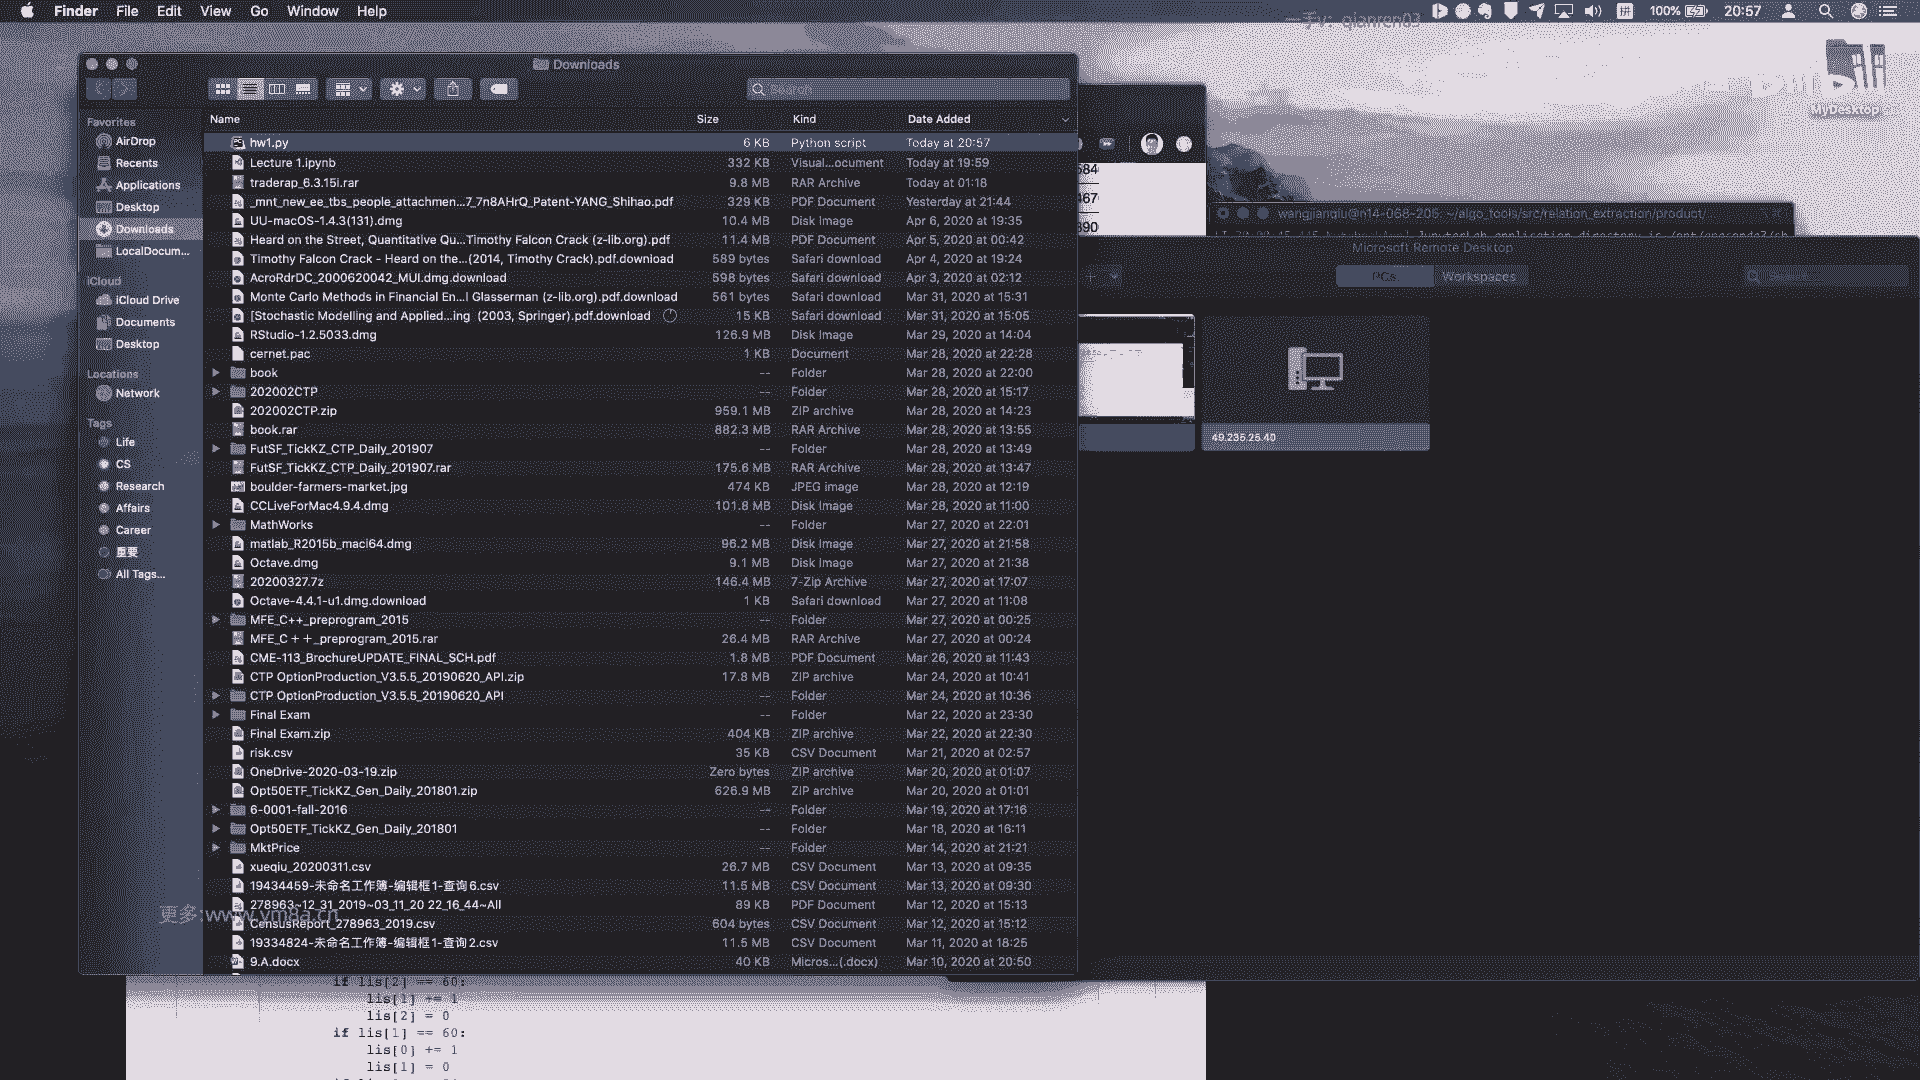 Finder File Edit View Go Window Help
一手v: qianren03
100% 20:57
MyDesktop
Downloads
Search
Favorites
AirDrop
Recents
Applications
Desktop
Downloads
LocalDocum...
iCloud
iCloud Drive
Documents
Desktop
Locations
Network
Tags
Life
CS
Research
Affairs
Career
重要
All Tags...
Name Size Kind Date Added
hw1.py 6 KB Python script Today at 20:57
Lecture 1.ipynb 332 KB Visual...ocument Today at 19:59
traderap_6.3.15i.rar 9.8 MB RAR Archive Today at 01:18
_mnt_new_ee_tbs_people_attachmen...7_7n8AHrQ_Patent-YANG_Shihao.pdf 329 KB PDF Document Yesterday at 21:44
UU-macOS-1.4.3(131).dmg 10.4 MB Disk Image Apr 6, 2020 at 19:35
Heard on the Street, Quantitative Qu...Timothy Falcon Crack (z-lib.org).pdf 11.4 MB PDF Document Apr 5, 2020 at 00:42
Timothy Falcon Crack - Heard on the...(2014, Timothy Crack).pdf.download 589 bytes Safari download Apr 4, 2020 at 19:24
AcroRdrDC_2000620042_MUI.dmg.download 598 bytes Safari download Apr 3, 2020 at 02:12
Monte Carlo Methods in Financial En...l Glasserman (z-lib.org).pdf.download 561 bytes Safari download Mar 31, 2020 at 15:31
[Stochastic Modelling and Applied...ing (2003, Springer).pdf.download 15 KB Safari download Mar 31, 2020 at 15:05
RStudio-1.2.5033.dmg 126.9 MB Disk Image Mar 29, 2020 at 14:04
cernet.pac 1 KB Document Mar 28, 2020 at 22:28
book -- Folder Mar 28, 2020 at 22:00
202002CTP -- Folder Mar 28, 2020 at 15:17
202002CTP.zip 959.1 MB ZIP archive Mar 28, 2020 at 14:23
book.rar 882.3 MB RAR Archive Mar 28, 2020 at 13:55
FutSF_TickKZ_CTP_Daily_201907 -- Folder Mar 28, 2020 at 13:49
FutSF_TickKZ_CTP_Daily_201907.rar 175.6 MB RAR Archive Mar 28, 2020 at 13:47
boulder-farmers-market.jpg 474 KB JPEG image Mar 28, 2020 at 12:19
CCLiveForMac4.9.4.dmg 101.8 MB Disk Image Mar 28, 2020 at 11:00
MathWorks -- Folder Mar 27, 2020 at 22:01
matlab_R2015b_maci64.dmg 96.2 MB Disk Image Mar 27, 2020 at 21:58
Octave.dmg 9.1 MB Disk Image Mar 27, 2020 at 21:38
20200327.7z 146.4 MB 7-Zip Archive Mar 27, 2020 at 17:07
Octave-4.4.1-u1.dmg.download 1 KB Safari download Mar 27, 2020 at 11:08
MFE_C++_preprogram_2015 -- Folder Mar 27, 2020 at 00:25
MFE_C＋＋_preprogram_2015.rar 26.4 MB RAR Archive Mar 27, 2020 at 00:24
CME-113_BrochureUPDATE_FINAL_SCH.pdf 1.8 MB PDF Document Mar 26, 2020 at 11:43
CTP OptionProduction_V3.5.5_20190620_API.zip 17.8 MB ZIP archive Mar 24, 2020 at 10:41
CTP OptionProduction_V3.5.5_20190620_API -- Folder Mar 24, 2020 at 10:36
Final Exam -- Folder Mar 22, 2020 at 23:30
Final Exam.zip 404 KB ZIP archive Mar 22, 2020 at 22:30
risk.csv 35 KB CSV Document Mar 21, 2020 at 02:57
OneDrive-2020-03-19.zip Zero bytes ZIP archive Mar 20, 2020 at 01:07
Opt50ETF_TickKZ_Gen_Daily_201801.zip 626.9 MB ZIP archive Mar 20, 2020 at 01:01
6-0001-fall-2016 -- Folder Mar 19, 2020 at 17:16
Opt50ETF_TickKZ_Gen_Daily_201801 -- Folder Mar 18, 2020 at 16:11
MktPrice -- Folder Mar 14, 2020 at 21:21
xueqiu_20200311.csv 26.7 MB CSV Document Mar 13, 2020 at 09:35
19434459-未命名工作簿-编辑框1-查询6.csv 11.5 MB CSV Document Mar 13, 2020 at 09:30
278963~12_31_2019~03_11_20 22_16_44~All 89 KB PDF Document Mar 12, 2020 at 15:13
CensusReport_278963_2019.csv 604 bytes CSV Document Mar 12, 2020 at 15:12
19334824-未命名工作簿-编辑框1-查询2.csv 11.5 MB CSV Document Mar 11, 2020 at 18:25
9.A.docx 40 KB Micros...(.docx) Mar 10, 2020 at 20:50
更多:www.ym8a.cn
584
467
890
wangjianqiu@n14-068-205: ~/algo_tools/src/relation_extraction/product/...
Microsoft Remote Desktop
PCs Workspaces
49.235.25.40
if lis[2] == 60:
lis[1] += 1
lis[2] = 0
if lis[1] == 60:
lis[0] += 1
lis[1] = 0